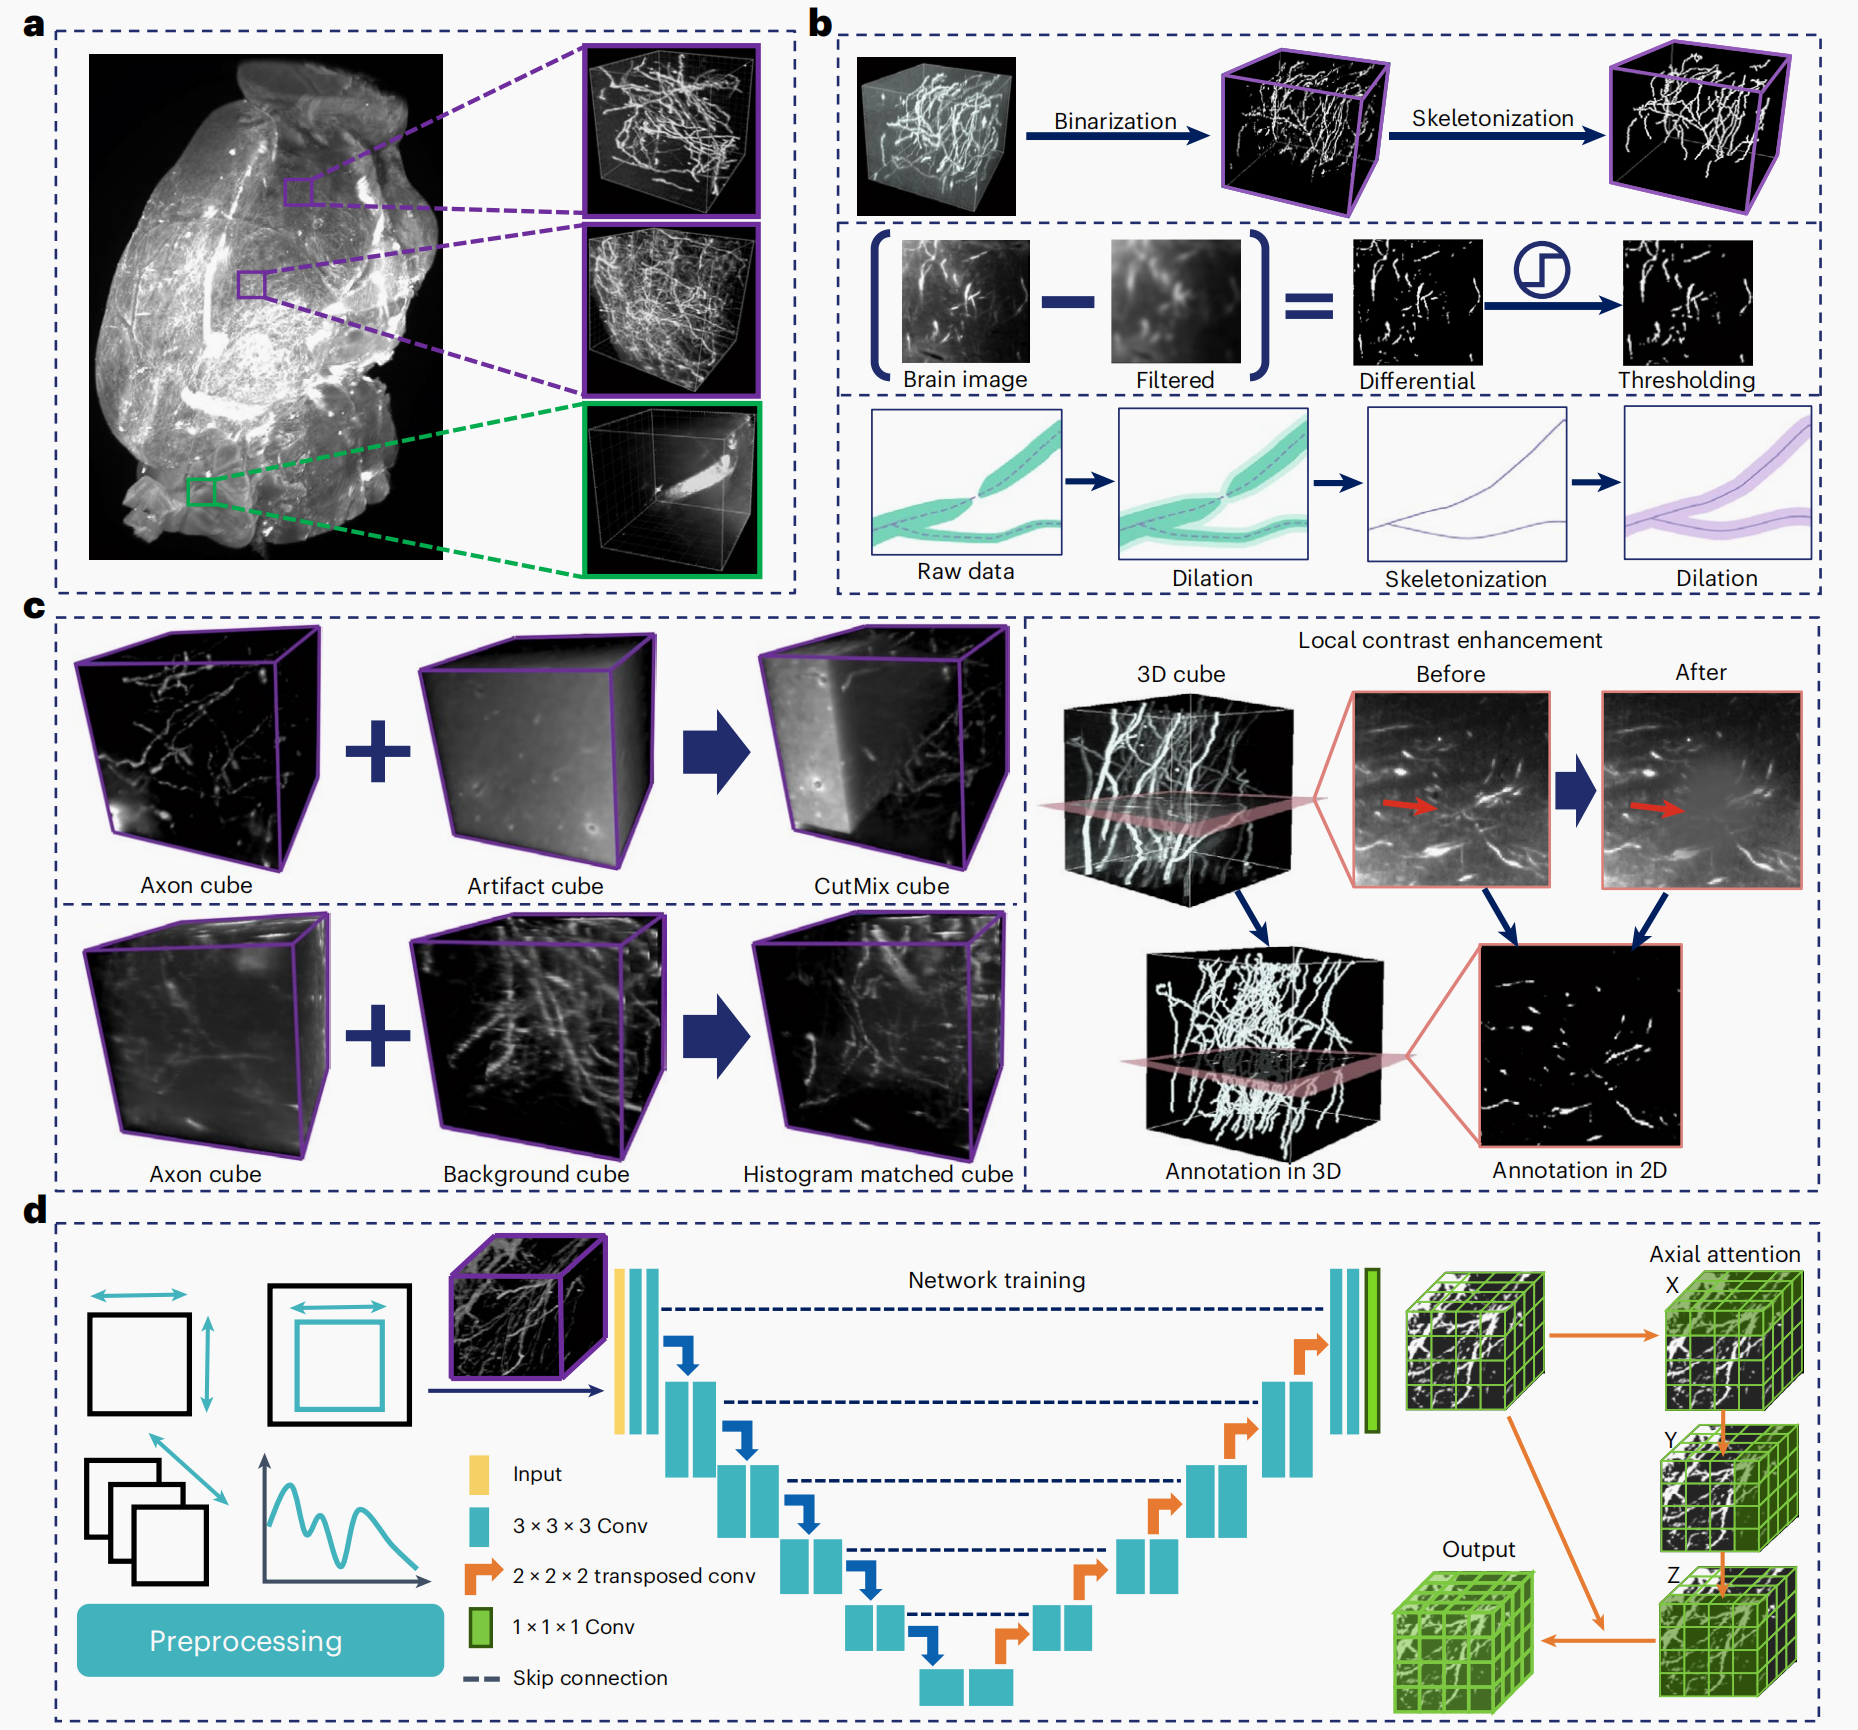 a
b
Binarization
Skeletonization
Brain image
Filtered
Differential
Thresholding
Raw data
Dilation
Skeletonization
Dilation
c
Axon cube
Artifact cube
CutMix cube
Axon cube
Background cube
Histogram matched cube
Local contrast enhancement
3D cube
Before
After
Annotation in 3D
Annotation in 2D
d
Preprocessing
Network training
Input
3 × 3 × 3 Conv
2 × 2 × 2 transposed conv
1 × 1 × 1 Conv
Skip connection
Axial attention
X
Y
Z
Output